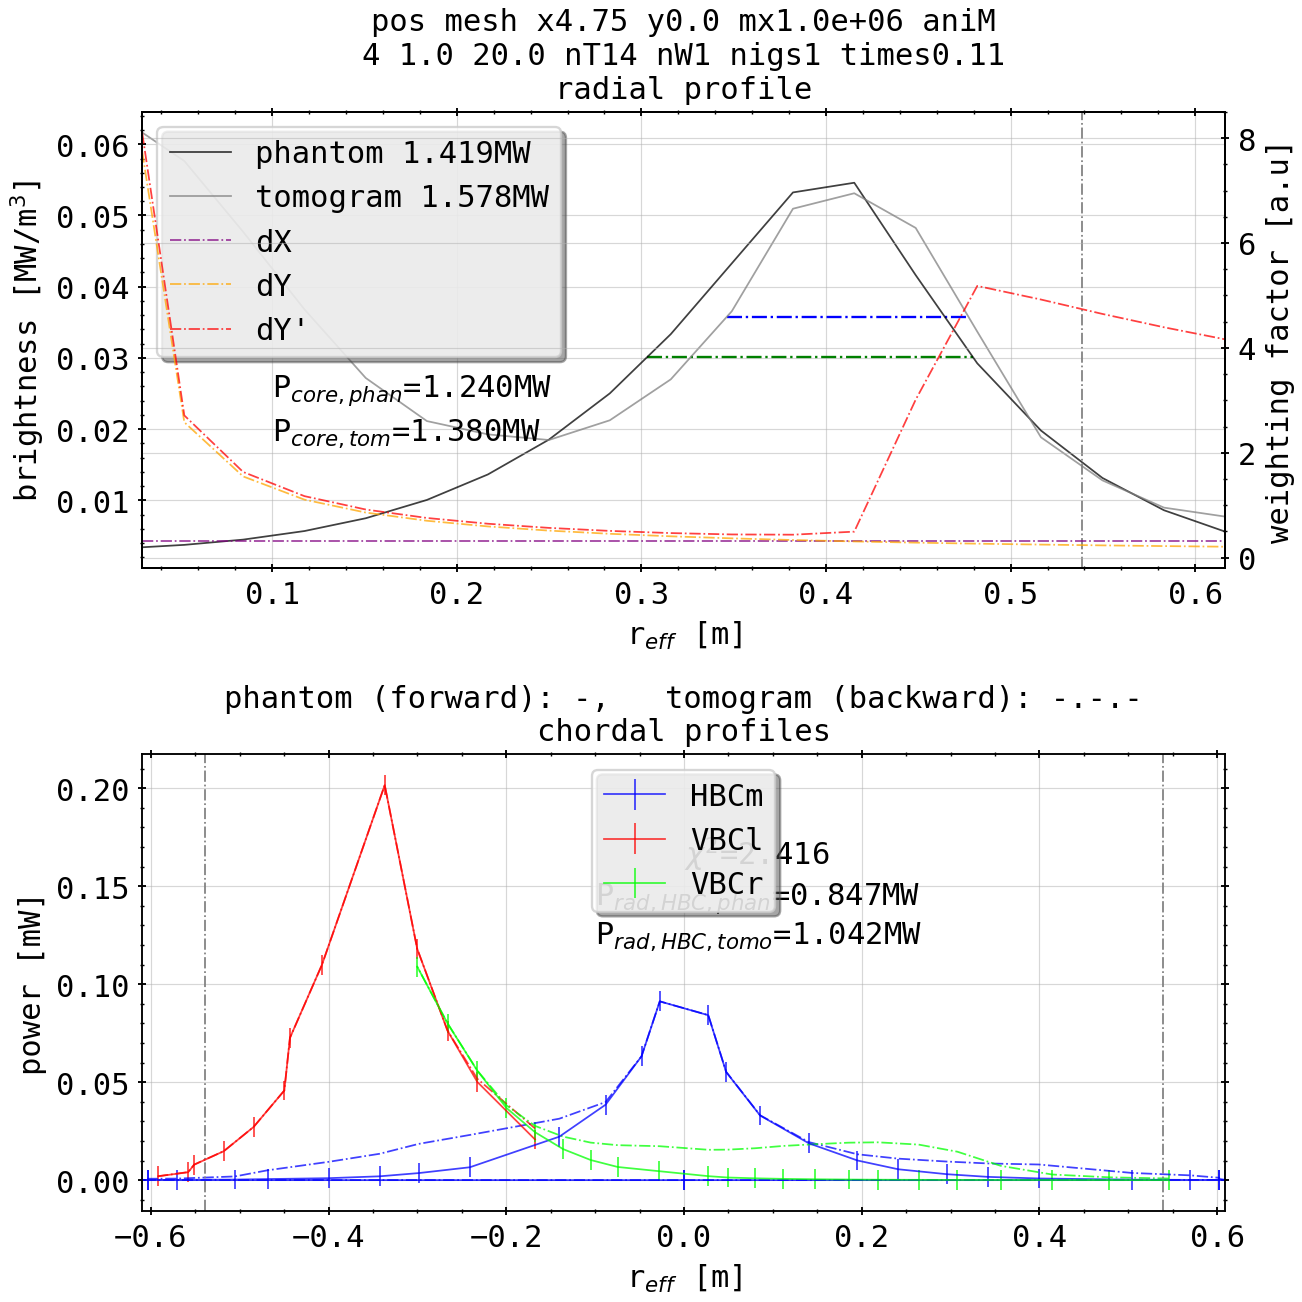 pos mesh x4.75 y0.0 mx1.0e+06 aniM
4 1.0 20.0 nT14 nW1 nigs1 times0.11
radial profile
brightness [MW/m³]
0.06
0.05
0.04
0.03
0.02
0.01
phantom 1.419MW
tomogram 1.578MW
dX
dY
dY'
P_core,phan=1.240MW
P_core,tom=1.380MW
8
6
4
2
0
weighting factor [a.u]
0.1 0.2 0.3 0.4 0.5 0.6
r_eff [m]
phantom (forward): -,   tomogram (backward): -.-.-
chordal profiles
power [mW]
0.20
0.15
0.10
0.05
0.00
HBCm
VBCl
VBCr
χ²=2.416
P_rad,HBC,phan=0.847MW
P_rad,HBC,tomo=1.042MW
−0.6 −0.4 −0.2 0.0 0.2 0.4 0.6
r_eff [m]